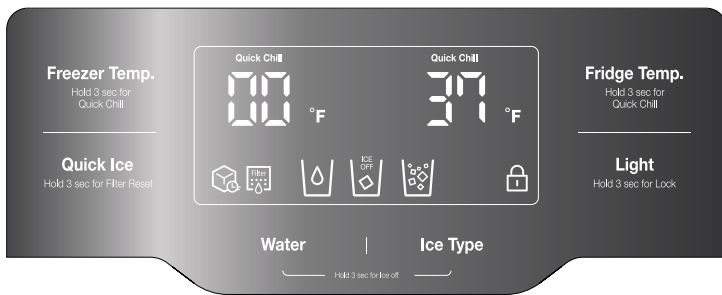 Freezer Temp.
Hold 3 sec for
Quick Chill
Quick Ice
Hold 3 sec for Filter Reset
Quick Chill
00 °F
Quick Chill
37 °F
Filter
ICE
OFF
Fridge Temp.
Hold 3 sec for
Quick Chill
Light
Hold 3 sec for Lock
Water | Ice Type
Hold 3 sec for Ice off